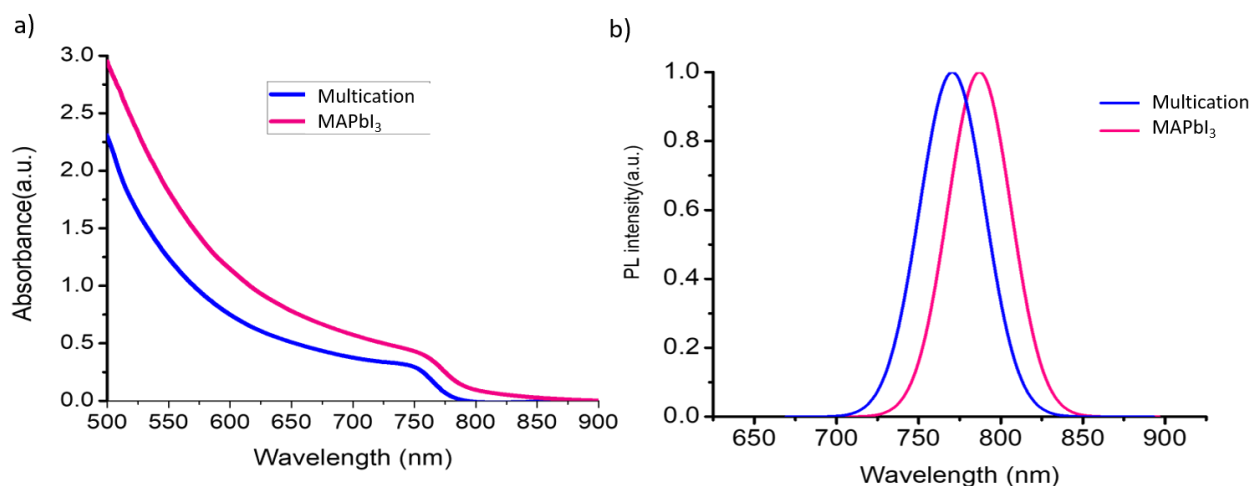 a)
3.0
2.5
2.0
1.5
1.0
0.5
0.0
Absorbance(a.u.)
Multication
MAPbI₃
500 550 600 650 700 750 800 850 900
Wavelength (nm)
b)
1.0
0.8
0.6
0.4
0.2
0.0
PL intensity(a.u.)
Multication
MAPbI₃
650 700 750 800 850 900
Wavelength (nm)